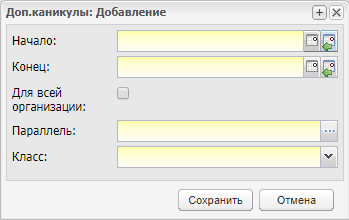 Доп.каникулы: Добавление
Начало:
Конец:
Для всей
организации:
Параллель:
Класс:
Сохранить Отмена